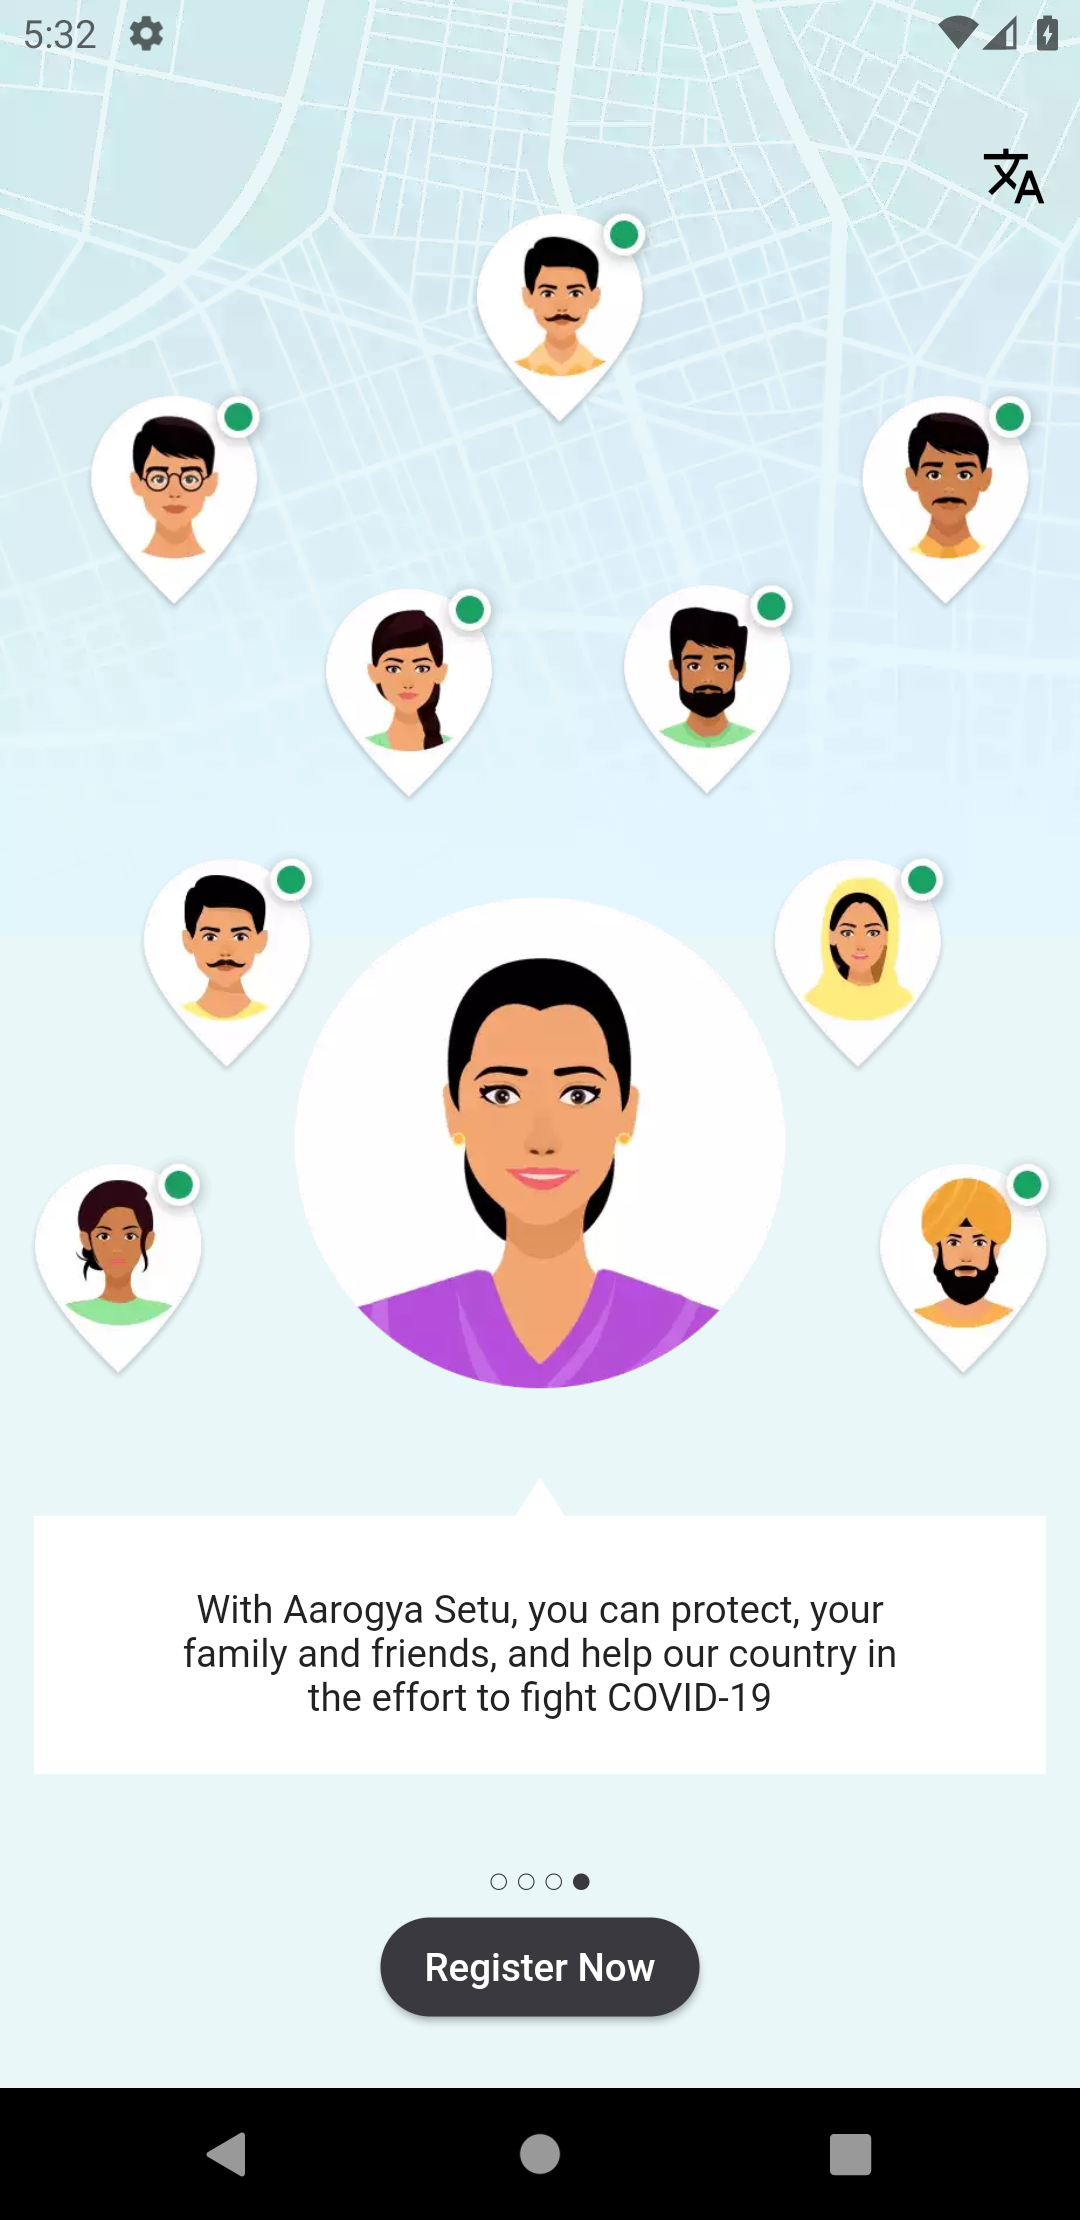 5:32
With Aarogya Setu, you can protect, your
family and friends, and help our country in
the effort to fight COVID-19
Register Now